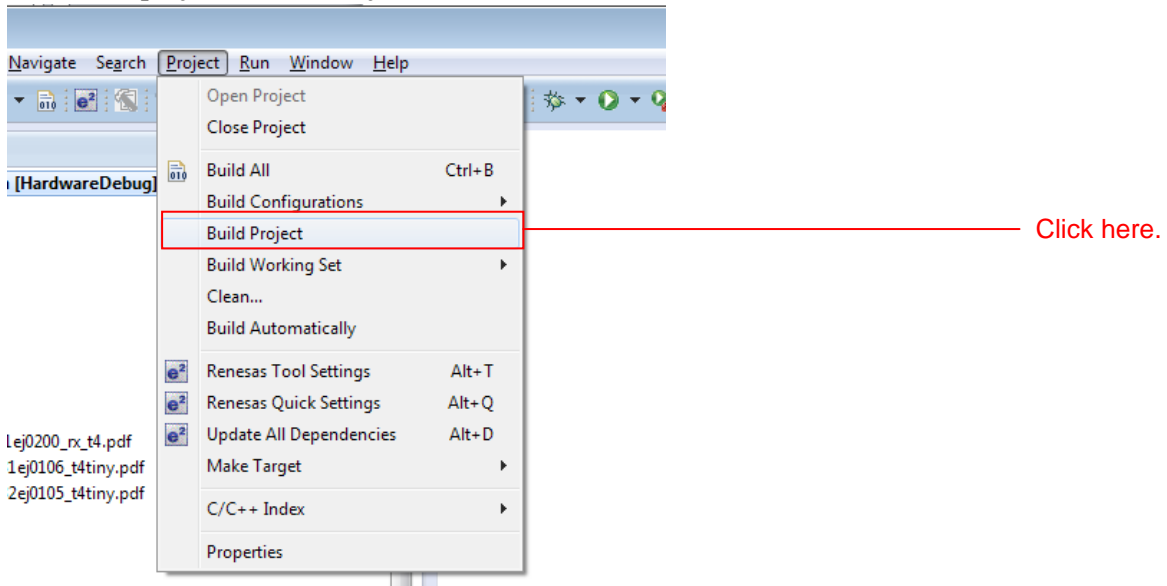 Navigate Search Project Run Window Help
Open Project
Close Project
Build All Ctrl+B
[HardwareDebug]
Build Configurations
Build Project
Click here.
Build Working Set
Clean...
Build Automatically
Renesas Tool Settings Alt+T
Renesas Quick Settings Alt+Q
1ej0200_rx_t4.pdf
Update All Dependencies Alt+D
1ej0106_t4tiny.pdf
Make Target
2ej0105_t4tiny.pdf
C/C++ Index
Properties